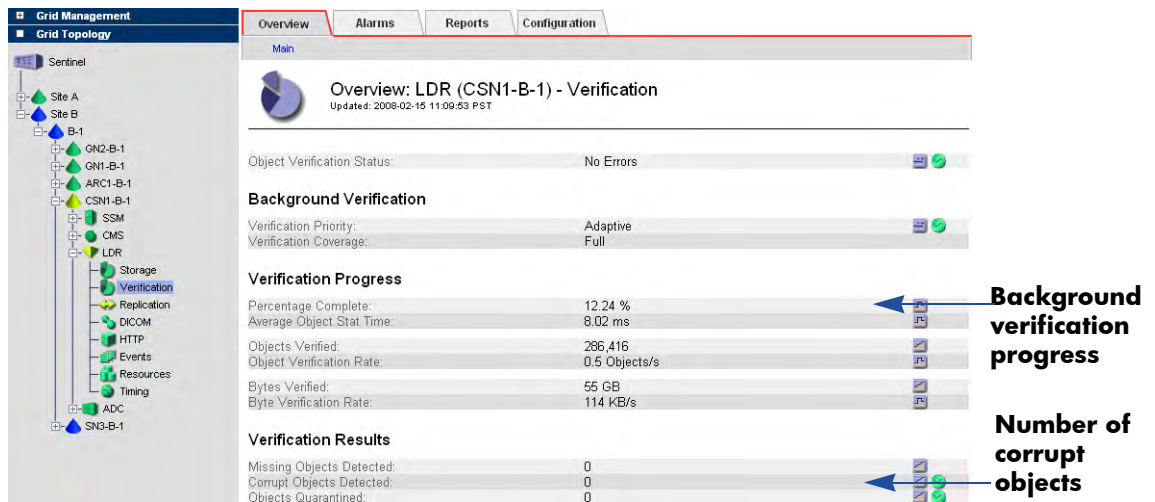 Grid Management
Grid Topology
Sentinel
Site A
Site B
B-1
GN2-B-1
GN1-B-1
ARC1-B-1
CSN1-B-1
SSM
CMS
LDR
Storage
Verification
Replication
DICOM
HTTP
Events
Resources
Timing
ADC
SN3-B-1
Overview Alarms Reports Configuration
Main
Overview: LDR (CSN1-B-1) - Verification
Updated: 2008-02-15 11:09:53 PST
Object Verification Status: No Errors
Background Verification
Verification Priority: Adaptive
Verification Coverage: Full
Verification Progress
Percentage Complete: 12.24 %
Average Object Stat Time: 8.02 ms
Objects Verified: 286,416
Object Verification Rate: 0.5 Objects/s
Bytes Verified: 55 GB
Byte Verification Rate: 114 KB/s
Verification Results
Missing Objects Detected: 0
Corrupt Objects Detected: 0
Objects Quarantined: 0
Background
verification
progress
Number of
corrupt
objects